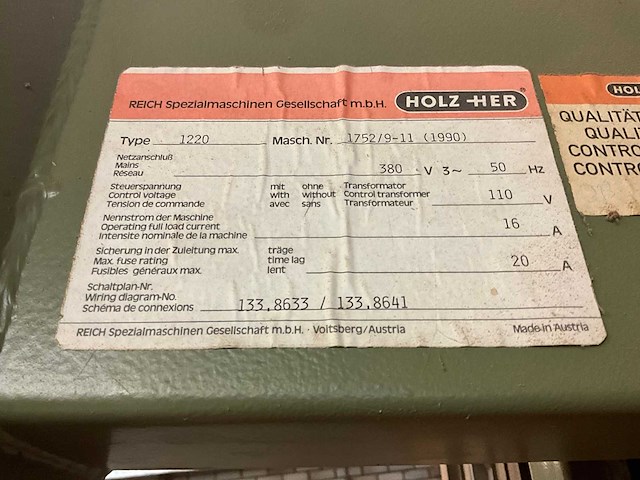 REICH Spezialmaschinen Gesellschaft m.b.H. HOLZ-HER®
Type 1220 Masch. Nr. 1752/9-11 (1990)
Netzanschluß
Mains
Réseau 380 V 3~ 50 Hz
Steuerspannung mit ohne Transformator
Control voltage with without Control transformer 110 V
Tension de commande avec sans Transformateur
Nennstrom der Maschine
Operating full load current 16 A
Intensite nominale de la machine
Sicherung in der Zuleitung max. träge
Max. fuse rating time lag 20 A
Fusibles généraux max. lent
Schaltplan-Nr.
Wiring diagram-No.
Schéma de connexions 133.8633 / 133.8641
REICH Spezialmaschinen Gesellschaft m.b.H. · Voitsberg/Austria Made in Austria
HOL
QUALITÄT
QUALI
CONTRO
CONTRO